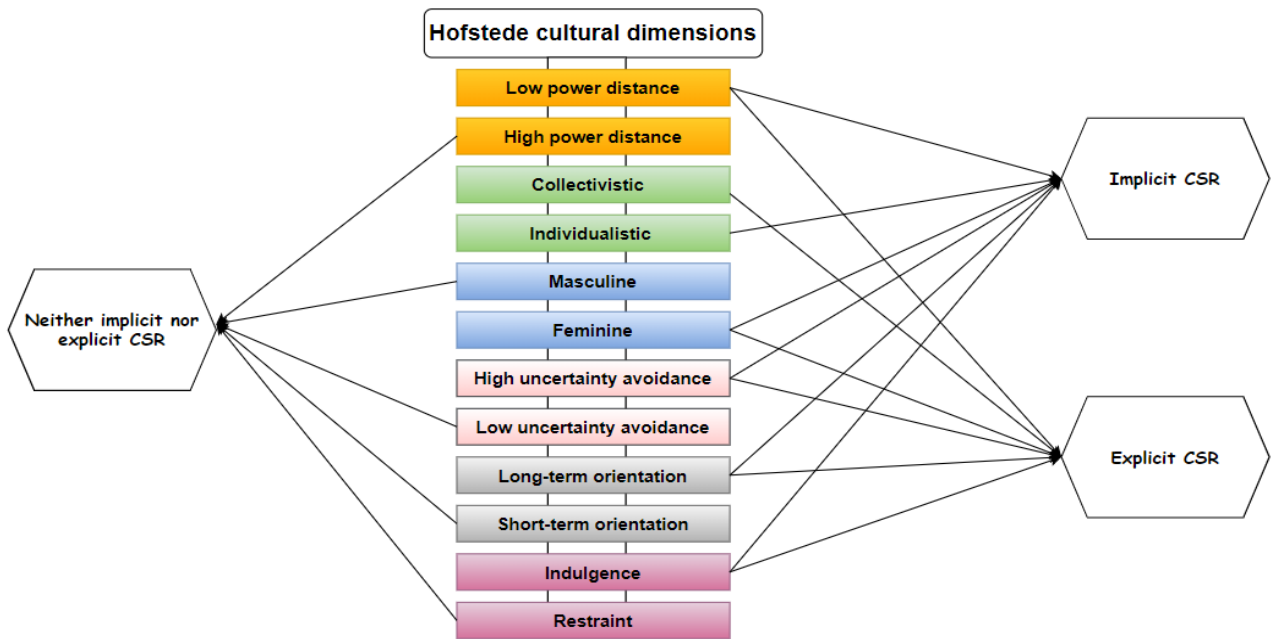 Hofstede cultural dimensions
Low power distance
High power distance
Collectivistic
Individualistic
Masculine
Feminine
High uncertainty avoidance
Low uncertainty avoidance
Long-term orientation
Short-term orientation
Indulgence
Restraint
Neither implicit nor
explicit CSR
Implicit CSR
Explicit CSR